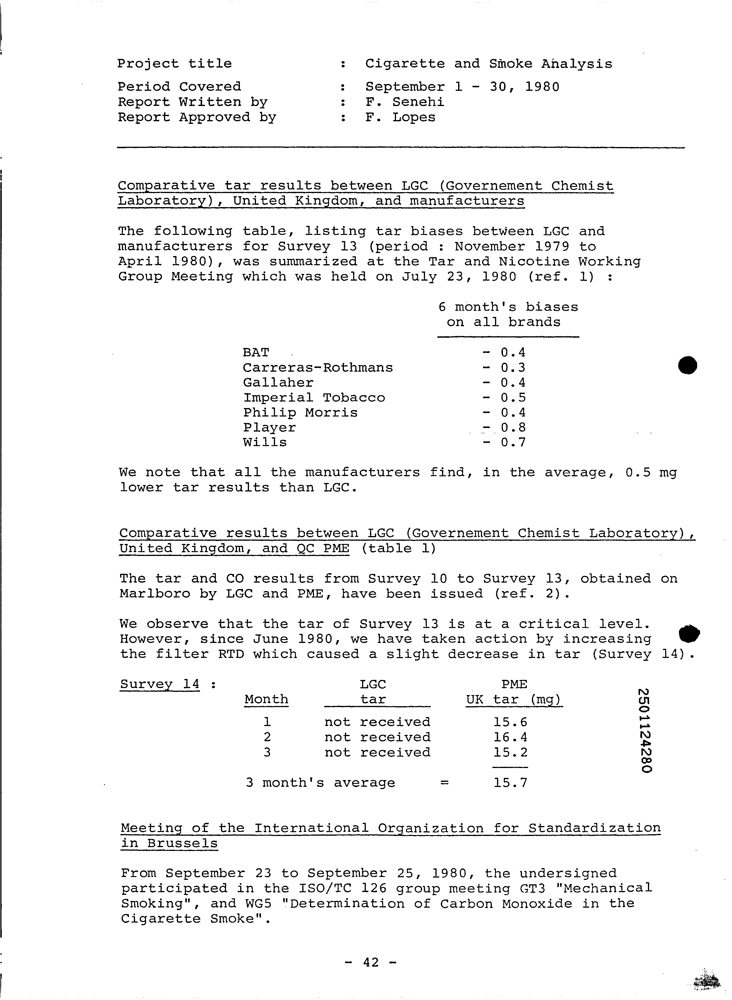 Project title : Cigarette and Smoke Analysis
Period Covered : September 1 - 30, 1980
Report Written by : F. Senehi
Report Approved by : F. Lopes
Comparative tar results between LGC (Governement Chemist
Laboratory), United Kingdom, and manufacturers
The following table, listing tar biases between LGC and
manufacturers for Survey 13 (period : November 1979 to
April 1980), was summarized at the Tar and Nicotine Working
Group Meeting which was held on July 23, 1980 (ref. 1) :
6 month's biases
on all brands
BAT - 0.4
Carreras-Rothmans - 0.3
Gallaher - 0.4
Imperial Tobacco - 0.5
Philip Morris - 0.4
Player - 0.8
Wills - 0.7
We note that all the manufacturers find, in the average, 0.5 mg
lower tar results than LGC.
Comparative results between LGC (Governement Chemist Laboratory),
United Kingdom, and QC PME (table 1)
The tar and CO results from Survey 10 to Survey 13, obtained on
Marlboro by LGC and PME, have been issued (ref. 2).
We observe that the tar of Survey 13 is at a critical level.
However, since June 1980, we have taken action by increasing
the filter RTD which caused a slight decrease in tar (Survey 14).
Survey 14 : LGC PME
Month tar UK tar (mg)
1 not received 15.6
2 not received 16.4
3 not received 15.2
3 month's average = 15.7
2501124280
Meeting of the International Organization for Standardization
in Brussels
From September 23 to September 25, 1980, the undersigned
participated in the ISO/TC 126 group meeting GT3 "Mechanical
Smoking", and WG5 "Determination of Carbon Monoxide in the
Cigarette Smoke".
- 42 -